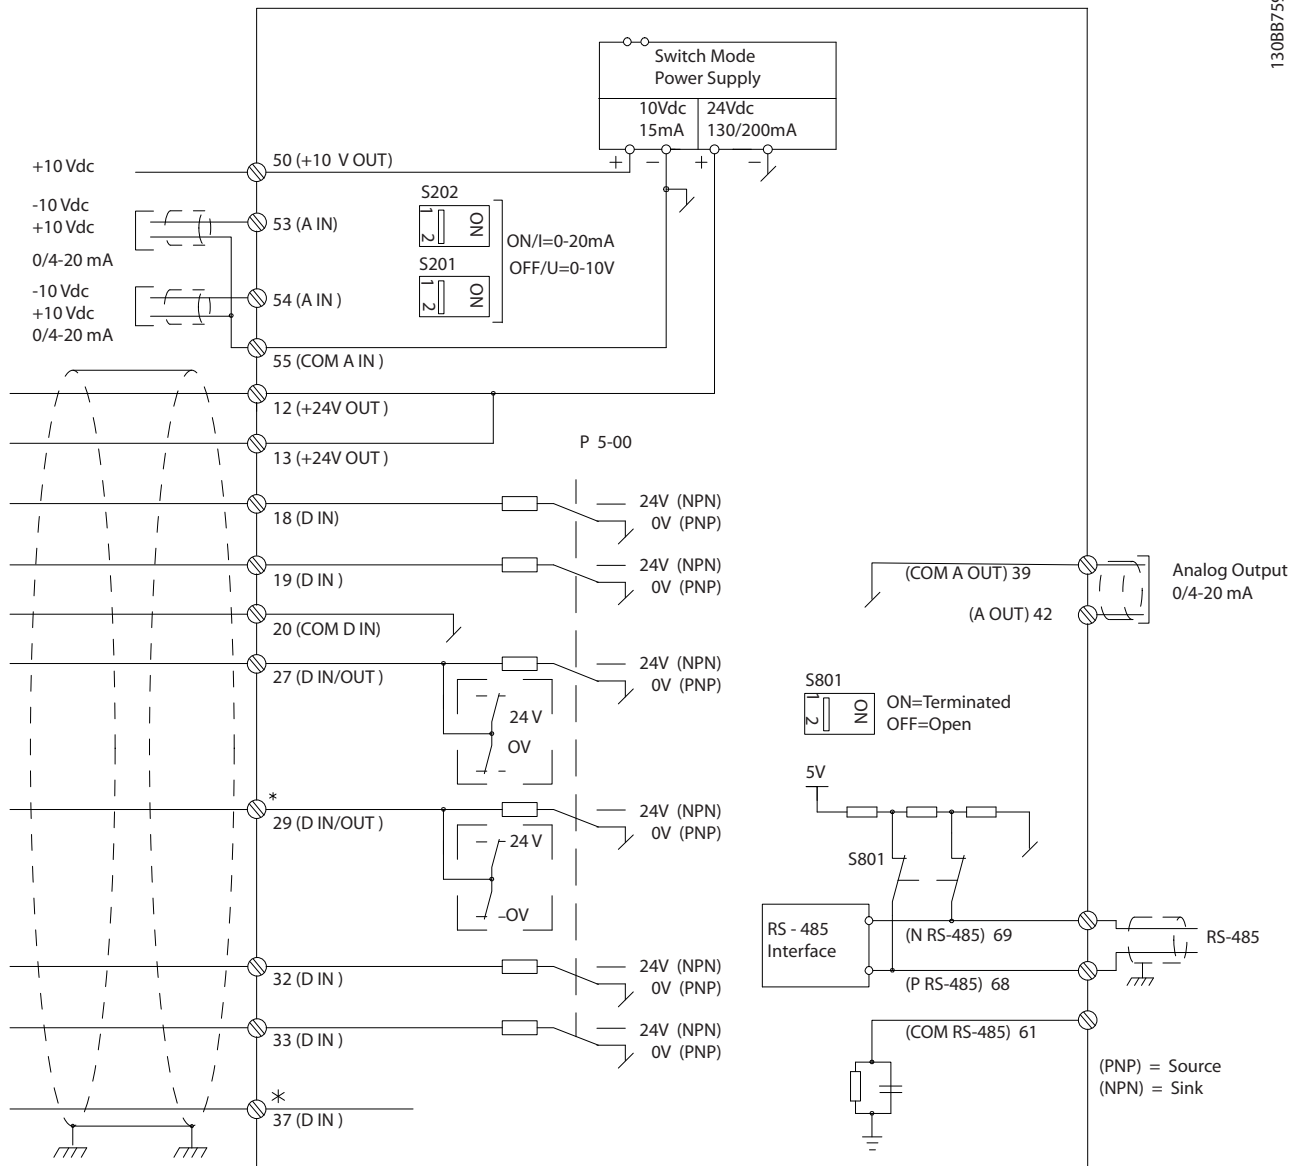 130BB759
Switch Mode
Power Supply
10Vdc
15mA
24Vdc
130/200mA
+ − + −
+10 Vdc
50 (+10 V OUT)
-10 Vdc
+10 Vdc
0/4-20 mA
53 (A IN)
S202
1
2
ON
ON/I=0-20mA
OFF/U=0-10V
S201
1
2
ON
-10 Vdc
+10 Vdc
0/4-20 mA
54 (A IN )
55 (COM A IN )
12 (+24V OUT )
13 (+24V OUT )
P 5-00
18 (D IN)
24V (NPN)
0V (PNP)
19 (D IN )
24V (NPN)
0V (PNP)
20 (COM D IN)
27 (D IN/OUT )
24V (NPN)
0V (PNP)
24 V
OV
*
29 (D IN/OUT )
24V (NPN)
0V (PNP)
24 V
OV
32 (D IN )
24V (NPN)
0V (PNP)
33 (D IN )
24V (NPN)
0V (PNP)
*
37 (D IN )
(COM A OUT) 39
(A OUT) 42
Analog Output
0/4-20 mA
S801
1
2
ON
ON=Terminated
OFF=Open
5V
S801
RS - 485
Interface
(N RS-485) 69
(P RS-485) 68
RS-485
(COM RS-485) 61
(PNP) = Source
(NPN) = Sink